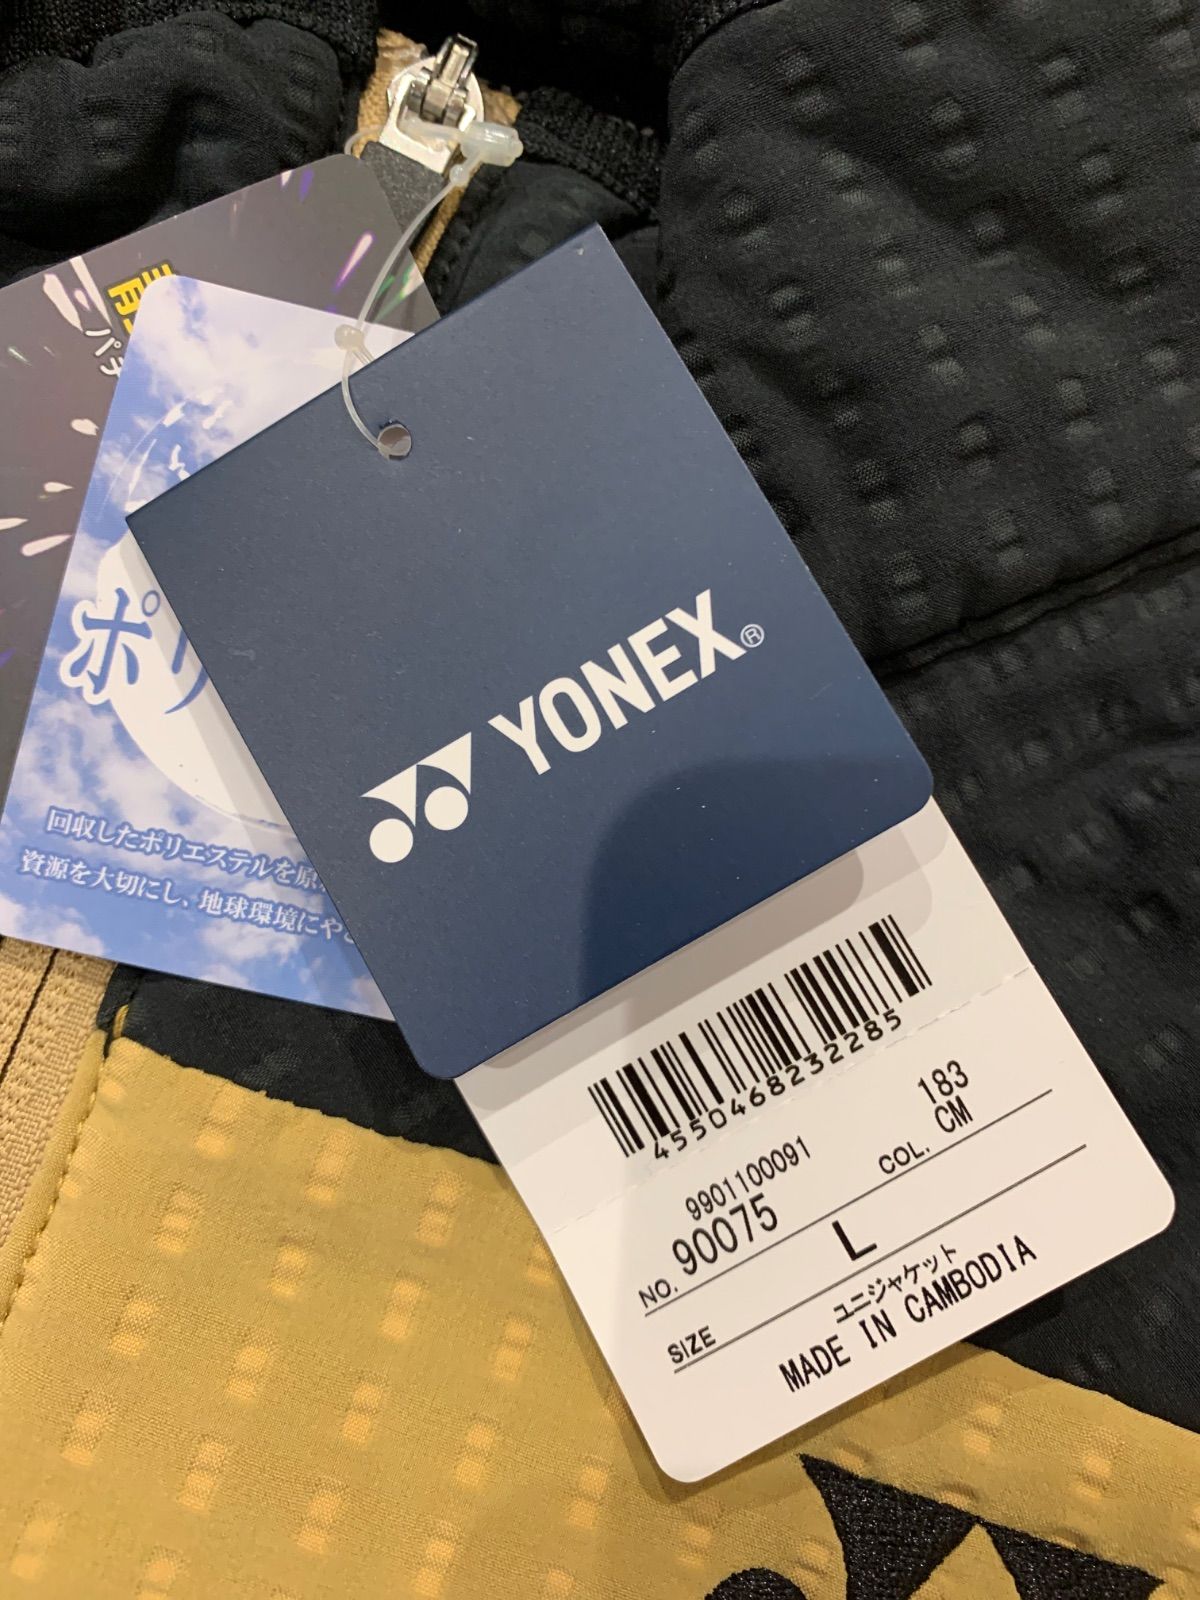 YONEX®
回収したポリエステルを原
資源を大切にし、地球環境にや
4550468232285
9901100091
NO. 90075
COL. 183
CM
SIZE L
ユニジャケット
MADE IN CAMBODIA